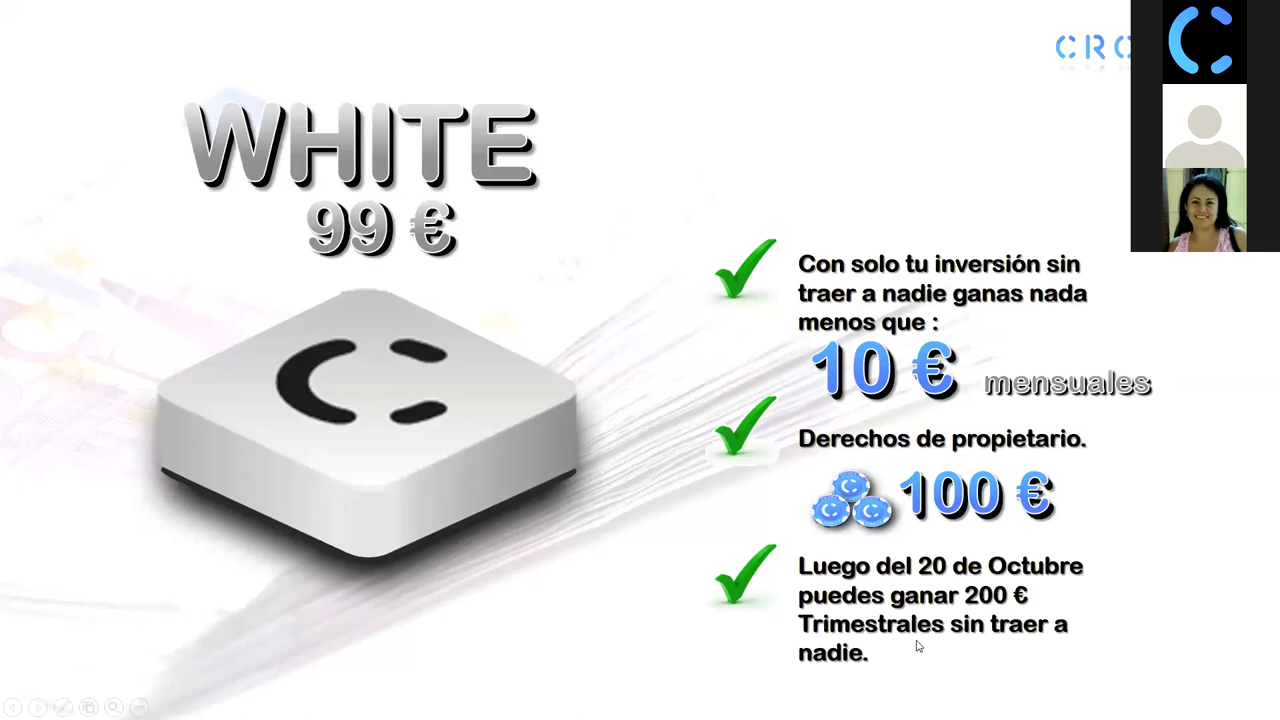 CRC
WHITE
99 €
Con solo tu inversión sin
traer a nadie ganas nada
menos que :
10 € mensuales
Derechos de propietario.
100 €
Luego del 20 de Octubre
puedes ganar 200 €
Trimestrales sin traer a
nadie.